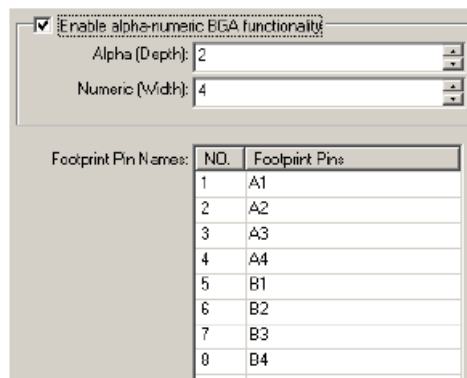 Enable alpha-numeric BGA functionality
Alpha (Depth): 2
Numeric (Width): 4
Footprint Pin Names: NO. Footprint Pins
1 A1
2 A2
3 A3
4 A4
5 B1
6 B2
7 B3
8 B4